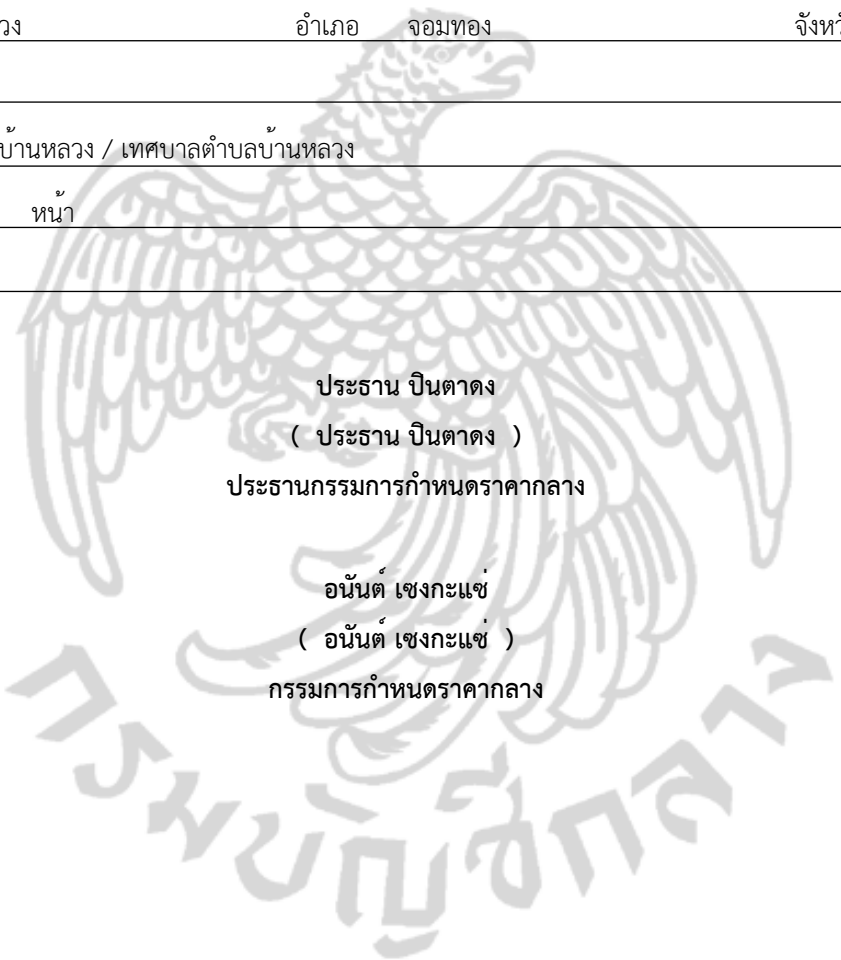 วง อำเภอ จอมทอง จังหวั
บ้านหลวง / เทศบาลตำบลบ้านหลวง
หน้า
ประธาน ปินตาดง
( ประธาน ปินตาดง )
ประธานกรรมการกำหนดราคากลาง
อนันต์ เซงกะแซ่
( อนันต์ เซงกะแซ่ )
กรรมการกำหนดราคากลาง
กรมบัญชีกลาง